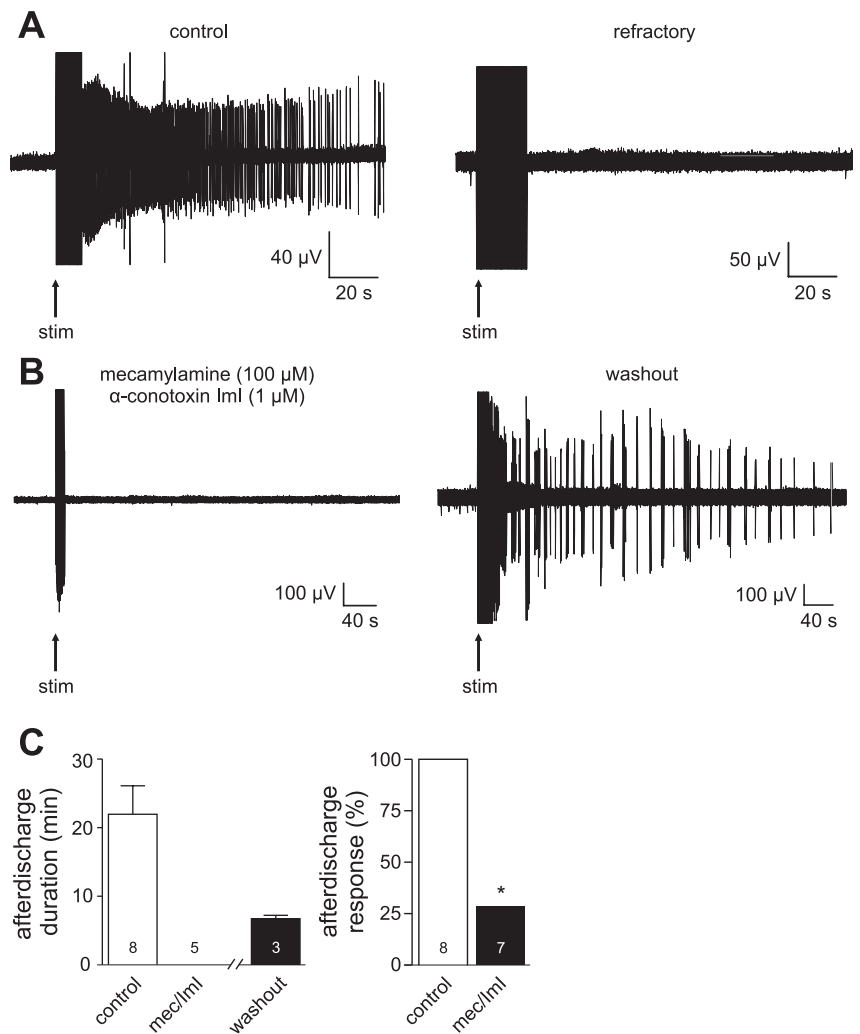 A
control
refractory
40 µV
20 s
stim
50 µV
20 s
stim
B
mecamylamine (100 µM)
α-conotoxin ImI (1 µM)
washout
100 µV
40 s
stim
100 µV
40 s
stim
C
afterdischarge
duration (min)
30
20
10
0
8
5
3
control
mec/ImI
washout
afterdischarge
response (%)
100
75
50
25
0
*
8
7
control
mec/ImI